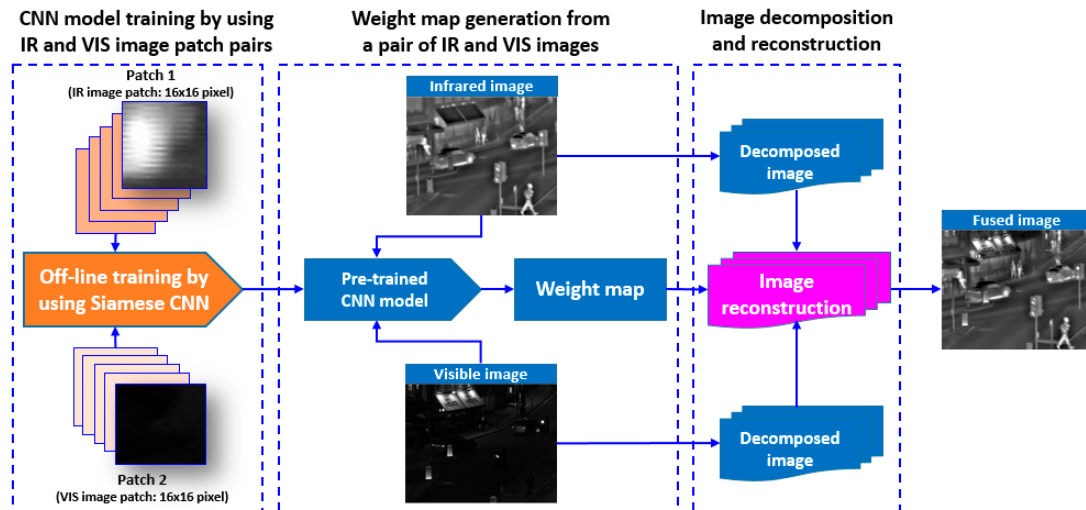 CNN model training by using
IR and VIS image patch pairs
Weight map generation from
a pair of IR and VIS images
Image decomposition
and reconstruction
Patch 1
(IR image patch: 16x16 pixel)
Infrared image
Decomposed
image
Fused image
Off-line training by
using Siamese CNN
Pre-trained
CNN model
Weight map
Image
reconstruction
Visible image
Decomposed
image
Patch 2
(VIS image patch: 16x16 pixel)